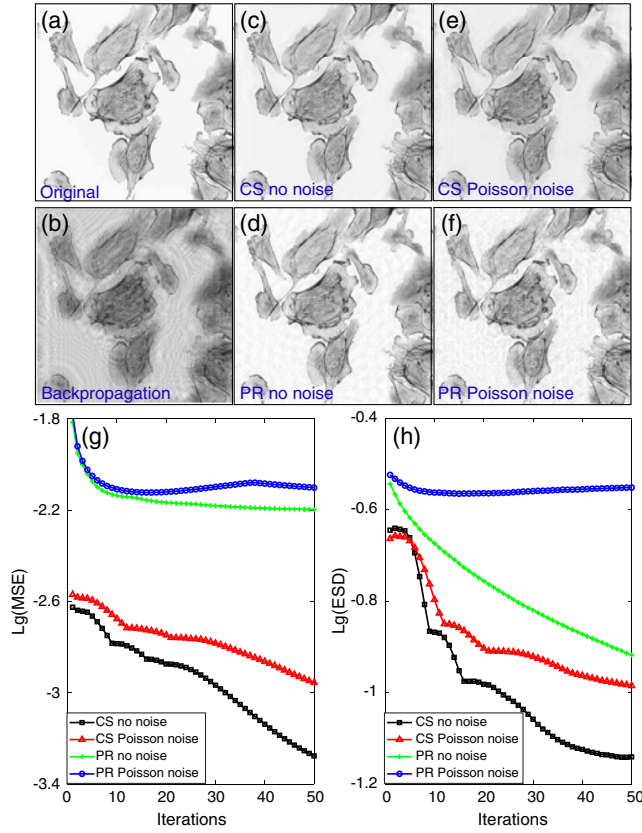 (a)
(c)
(e)
Original
CS no noise
CS Poisson noise
(b)
(d)
(f)
Backpropagation
PR no noise
PR Poisson noise
(g)
Lg(MSE)
-1.8
-2.2
-2.6
-3
-3.4
CS no noise
CS Poisson noise
PR no noise
PR Poisson noise
0 10 20 30 40 50
Iterations
(h)
Lg(ESD)
-0.4
-0.6
-0.8
-1
-1.2
CS no noise
CS Poisson noise
PR no noise
PR Poisson noise
0 10 20 30 40 50
Iterations